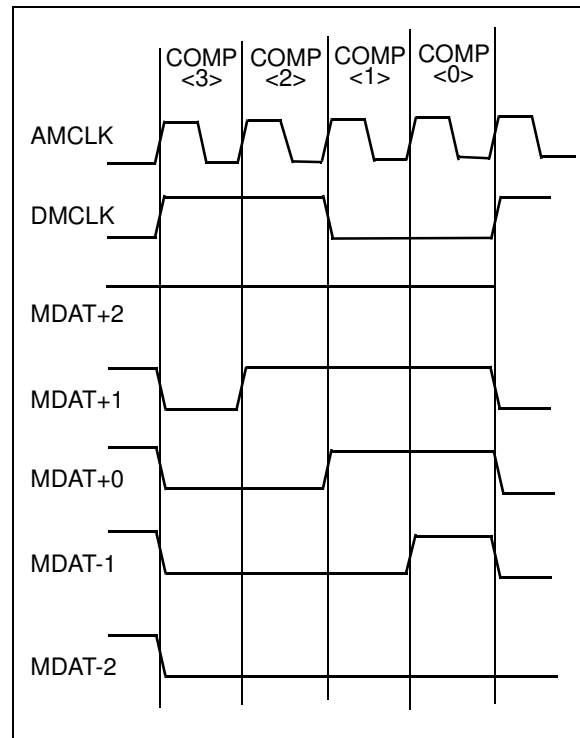 COMP COMP COMP COMP
<3> <2> <1> <0>
AMCLK
DMCLK
MDAT+2
MDAT+1
MDAT+0
MDAT-1
MDAT-2